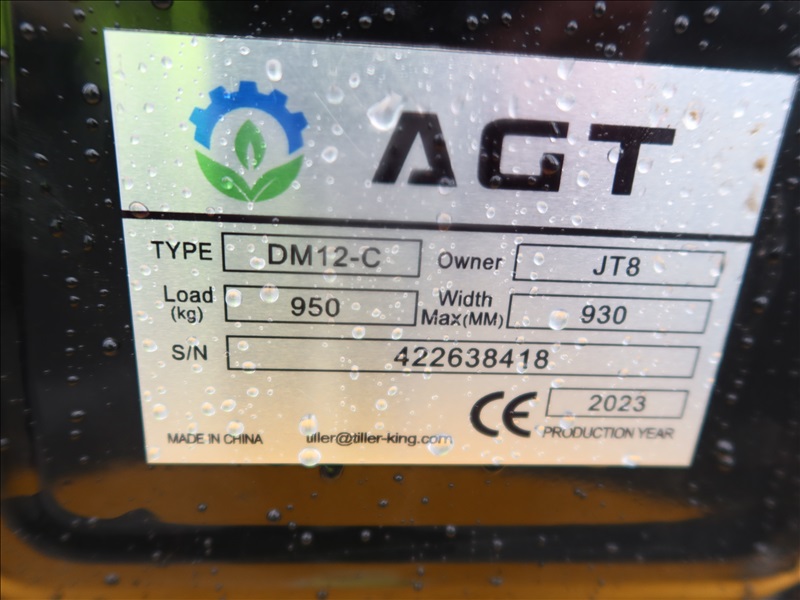 AGT
TYPE DM12-C Owner JT8
Load (kg) 950 Width Max(MM) 930
S/N 422638418
CE 2023
MADE IN CHINA uller@tiller-king.com PRODUCTION YEAR